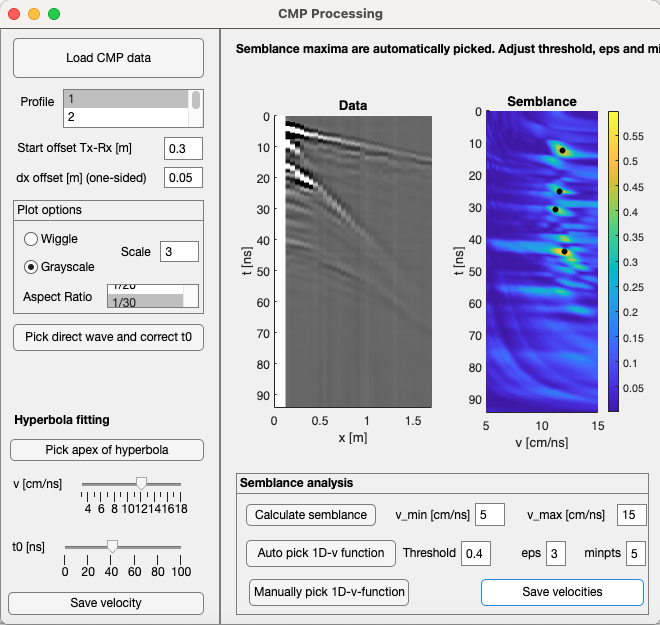 CMP Processing
Load CMP data
Profile
1
2
Start offset Tx-Rx [m]
0.3
dx offset [m] (one-sided)
0.05
Plot options
Wiggle
Grayscale
Scale
3
Aspect Ratio
1/20
1/30
Pick direct wave and correct t0
Hyperbola fitting
Pick apex of hyperbola
v [cm/ns]
4 6 8 10 12 14 16 18
t0 [ns]
0 20 40 60 80 100
Save velocity
Semblance maxima are automatically picked. Adjust threshold, eps and mi
Data
0
10
20
30
40
50
60
70
80
90
t [ns]
0 0.5 1 1.5
x [m]
Semblance
0
10
20
30
40
50
60
70
80
90
t [ns]
5 10 15
v [cm/ns]
0.55
0.5
0.45
0.4
0.35
0.3
0.25
0.2
0.15
0.1
0.05
Semblance analysis
Calculate semblance
v_min [cm/ns]
5
v_max [cm/ns]
15
Auto pick 1D-v function
Threshold
0.4
eps
3
minpts
5
Manually pick 1D-v-function
Save velocities